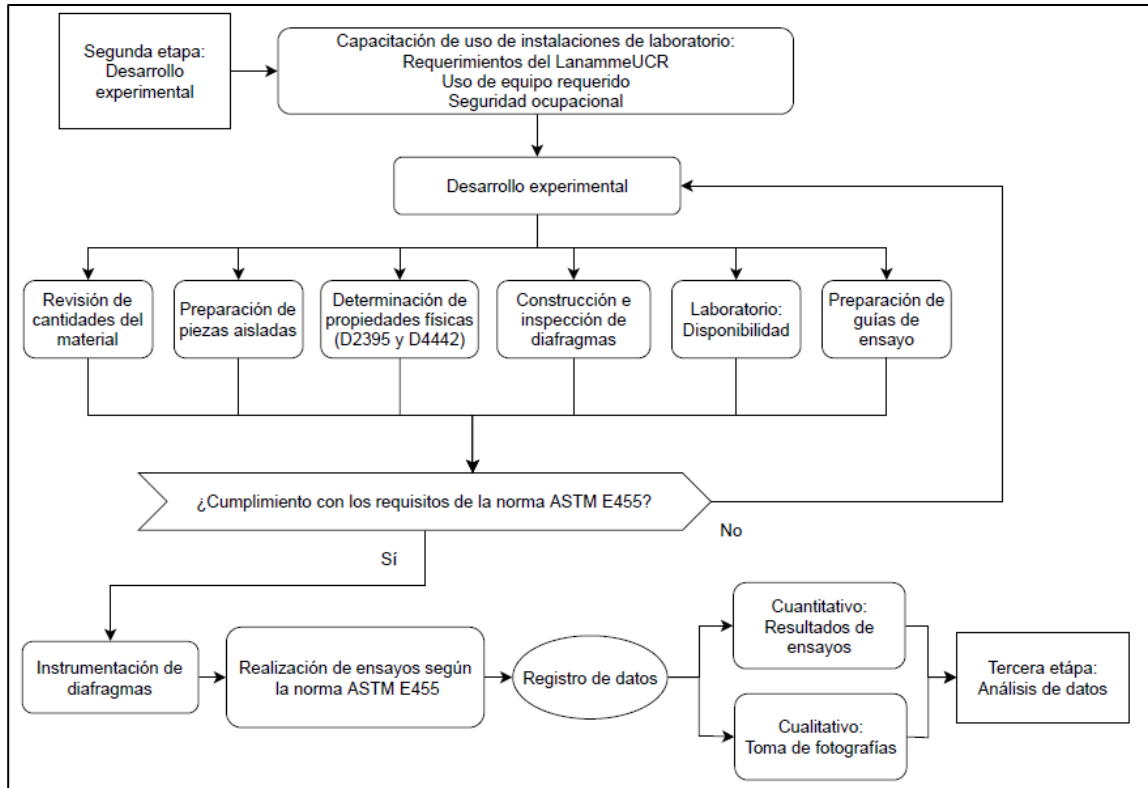 Segunda etapa:
Desarrollo
experimental
Capacitación de uso de instalaciones de laboratorio:
Requerimientos del LanammeUCR
Uso de equipo requerido
Seguridad ocupacional
Desarrollo experimental
Revisión de
cantidades del
material
Preparación de
piezas aisladas
Determinación de
propiedades físicas
(D2395 y D4442)
Construcción e
inspección de
diafragmas
Laboratorio:
Disponibilidad
Preparación de
guías de
ensayo
¿Cumplimiento con los requisitos de la norma ASTM E455?
No
Sí
Instrumentación de
diafragmas
Realización de ensayos según
la norma ASTM E455
Registro de datos
Cuantitativo:
Resultados de
ensayos
Cualitativo:
Toma de fotografías
Tercera etápa:
Análisis de datos